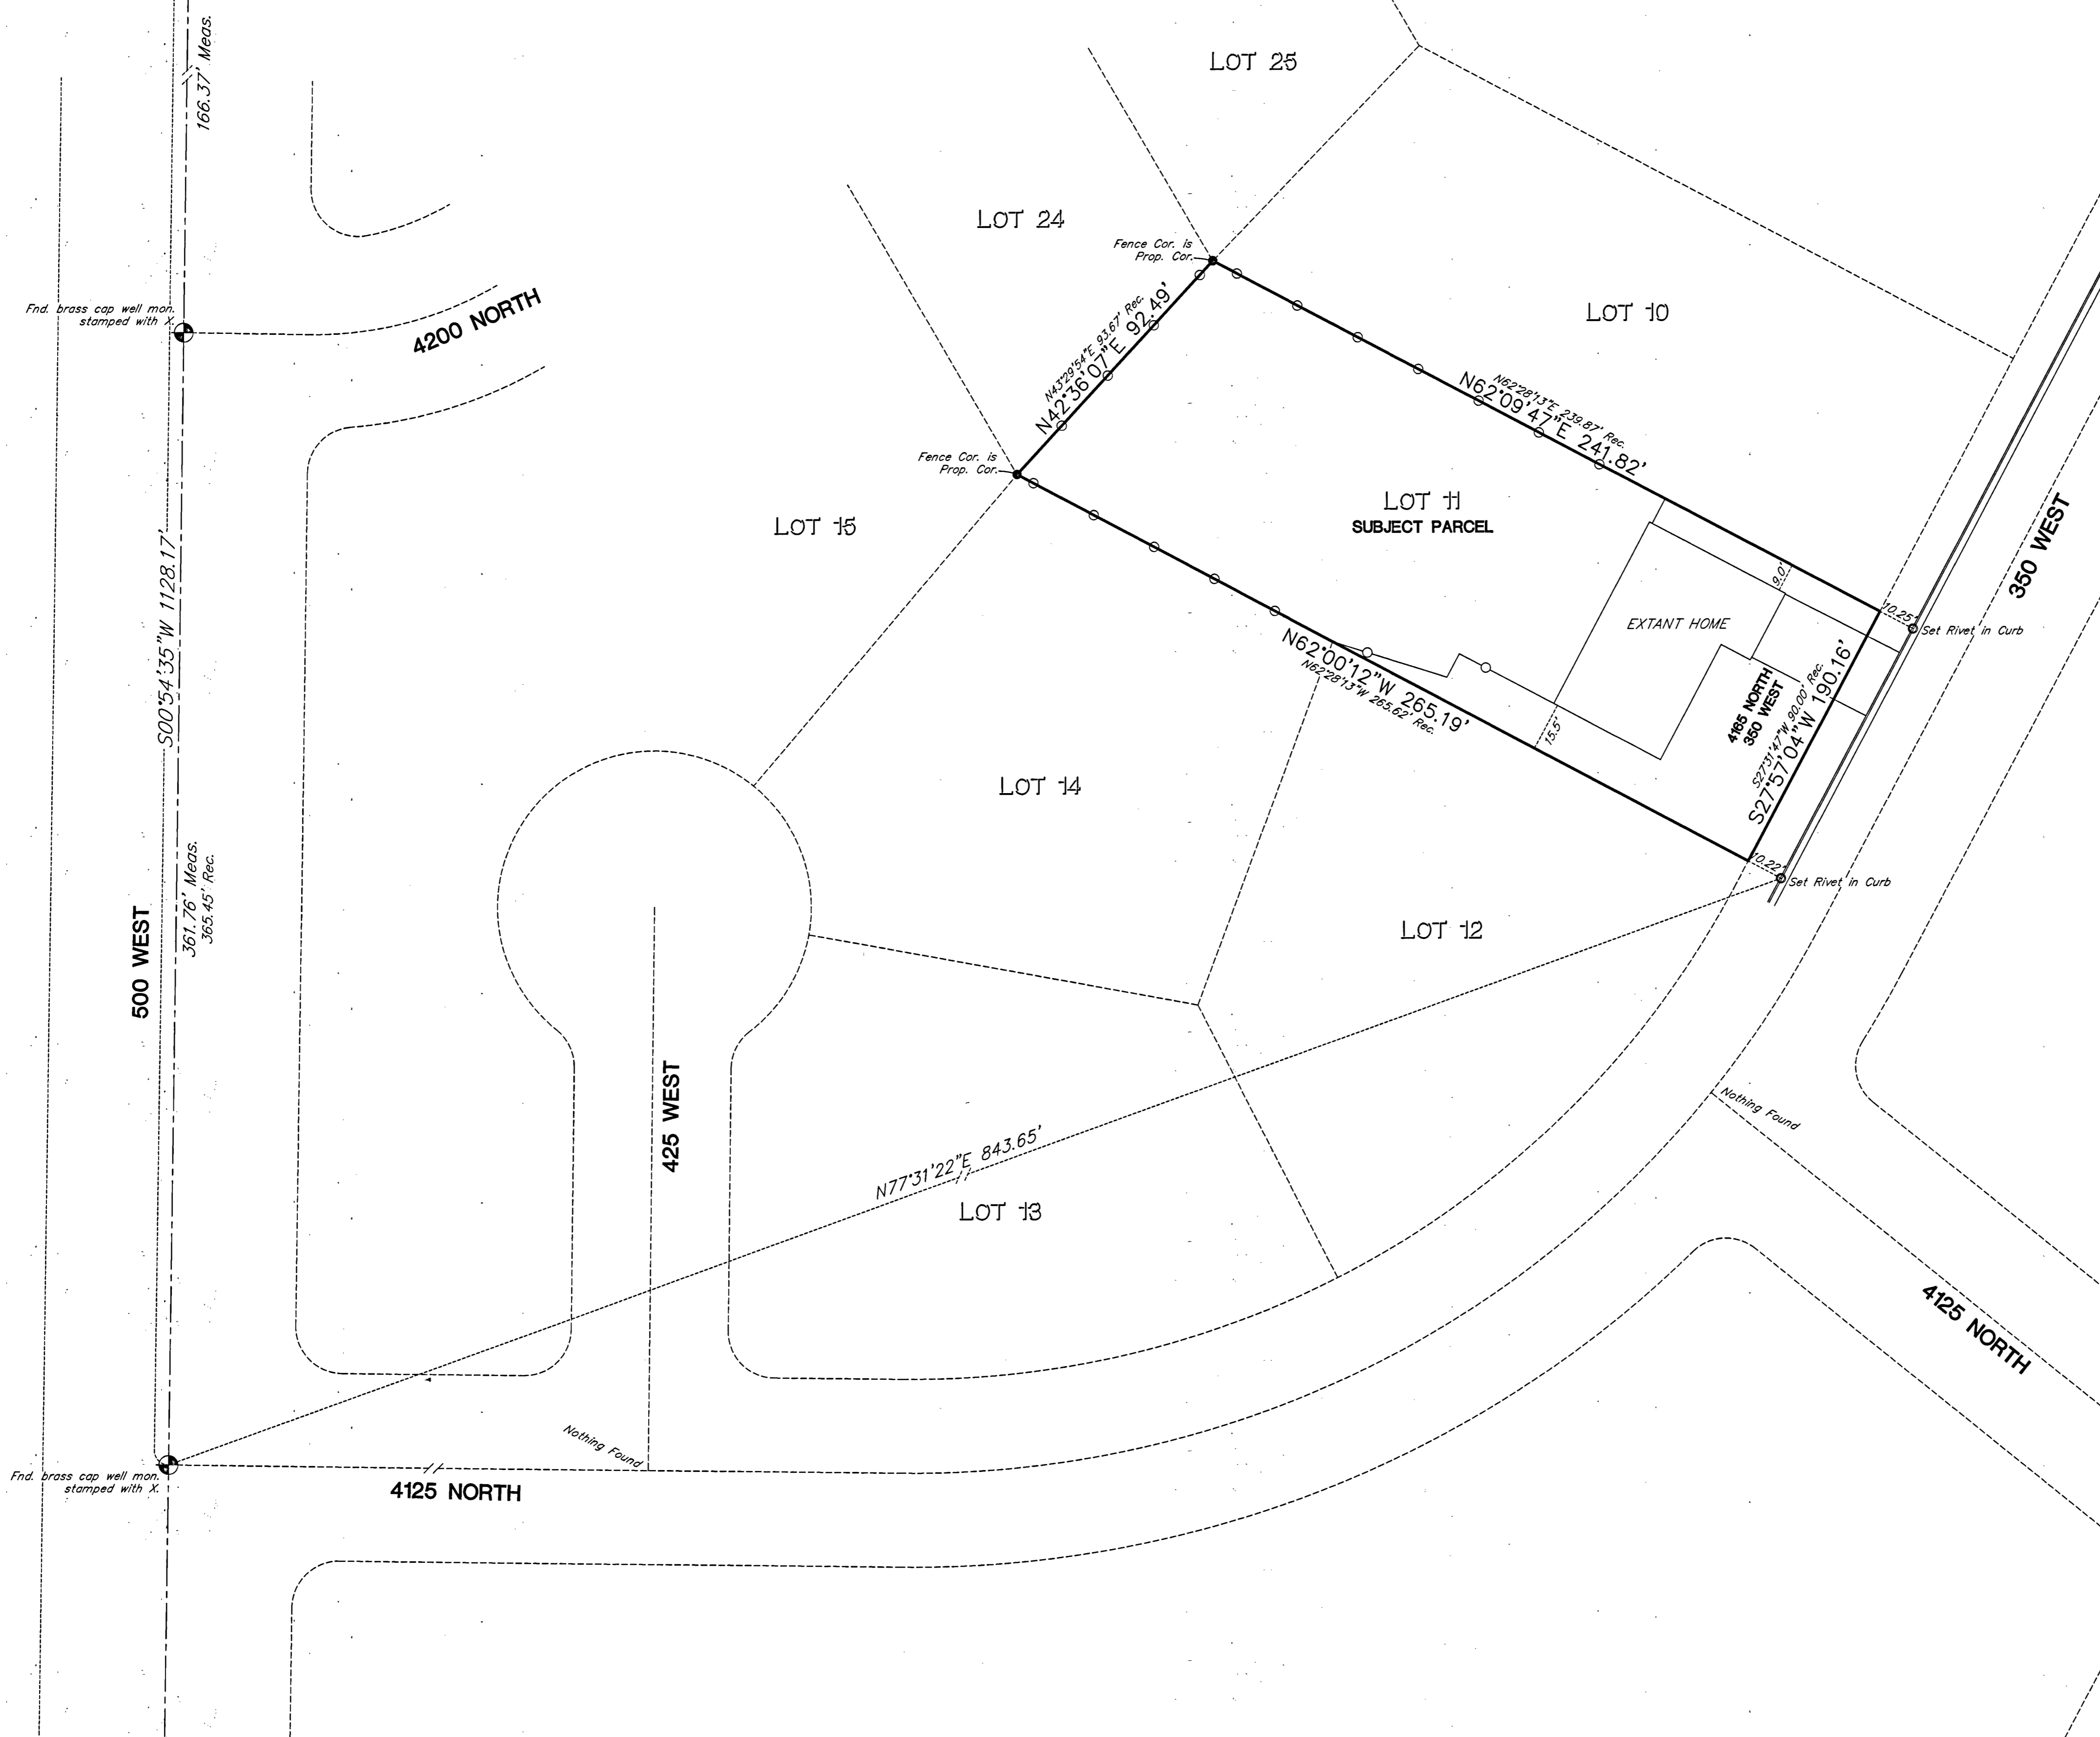 166.37' Meas.
LOT 25
LOT 24
Fence Cor. is
Prop. Cor.
LOT 10
Fnd. brass cap well mon.
stamped with X.
4200 NORTH
N43°29'54"E 93.67' Rec.
N42°36'07"E 92.49'
N62°28'13"E 239.87' Rec.
N62°09'47"E 241.82'
Fence Cor. is
Prop. Cor.
LOT 11
SUBJECT PARCEL
LOT 15
350 WEST
9.0'
10.25'
Set Rivet in Curb
EXTANT HOME
S00°54'35"W 1128.17'
N62°00'12"W 265.19'
N62°28'13"W 265.62' Rec.
15.5'
4165 NORTH
350 WEST
S27°31'47"W 90.00' Rec.
S27°57'04"W 190.16'
LOT 14
10.22'
Set Rivet in Curb
361.76' Meas.
365.45' Rec.
500 WEST
LOT 12
425 WEST
Nothing Found
N77°31'22"E 843.65'
LOT 13
4125 NORTH
Nothing Found
Fnd. brass cap well mon.
stamped with X.
4125 NORTH